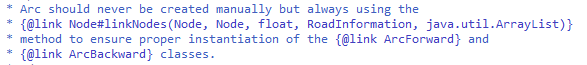 * Arc should never be created manually but always using the
* {@link Node#linkNodes(Node, Node, float, RoadInformation, java.util.ArrayList)}
* method to ensure proper instantiation of the {@link ArcForward} and
* {@link ArcBackward} classes.